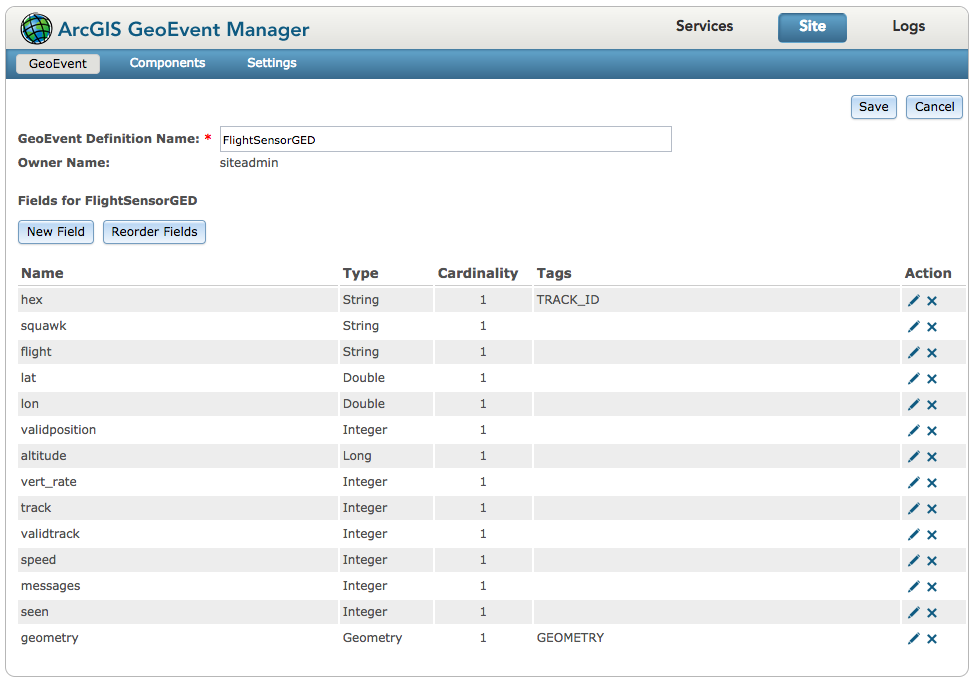 ArcGIS GeoEvent Manager Services Site Logs
GeoEvent Components Settings
Save Cancel
GeoEvent Definition Name: * FlightSensorGED
Owner Name: siteadmin
Fields for FlightSensorGED
New Field Reorder Fields
Name Type Cardinality Tags Action
hex String 1 TRACK_ID
squawk String 1
flight String 1
lat Double 1
lon Double 1
validposition Integer 1
altitude Long 1
vert_rate Integer 1
track Integer 1
validtrack Integer 1
speed Integer 1
messages Integer 1
seen Integer 1
geometry Geometry 1 GEOMETRY